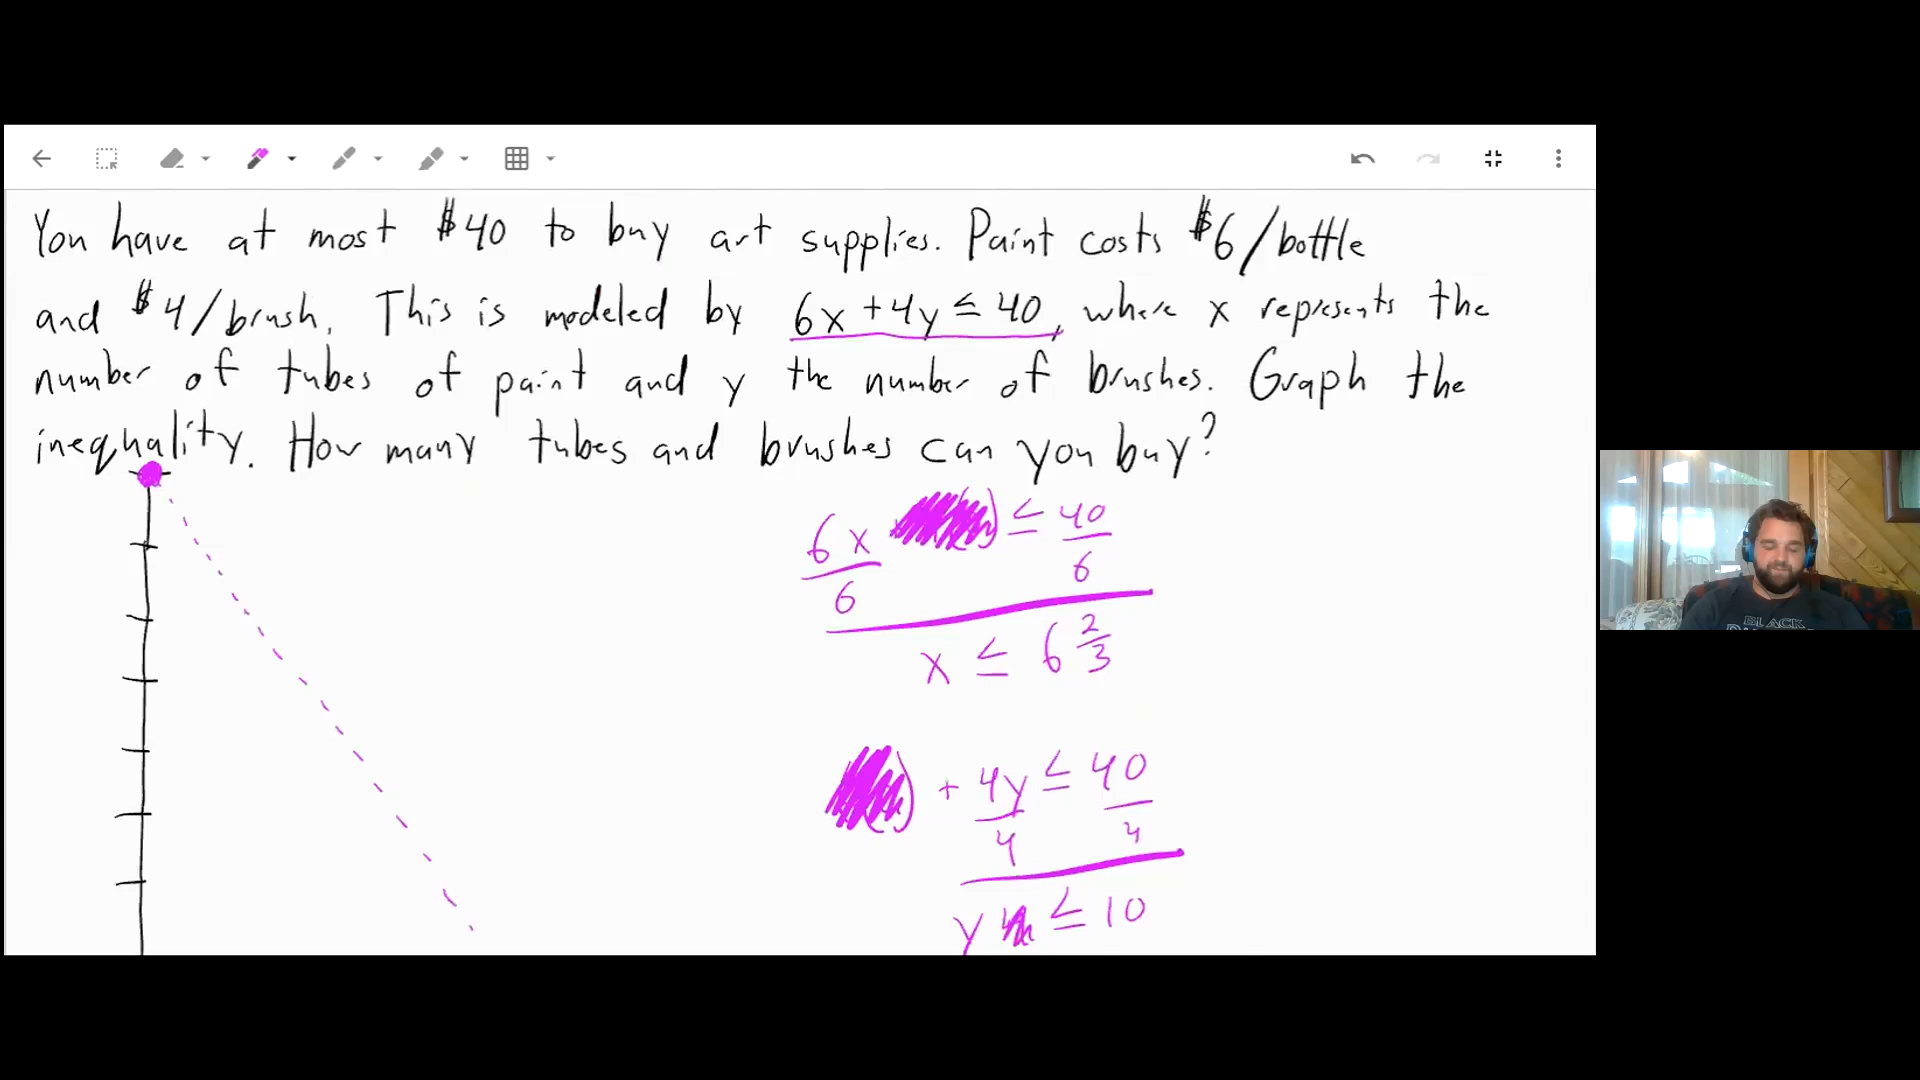 You have at most $40 to buy art supplies. Paint costs $6/bottle
and $4/brush. This is modeled by 6x +4y ≤ 40, where x represents the
number of tubes of paint and y the number of brushes. Graph the
inequality. How many tubes and brushes can you buy?
6x ≤ 40
6 6
x ≤ 6 2/3
+ 4y ≤ 40
4 4
y ≤ 10
BLACK